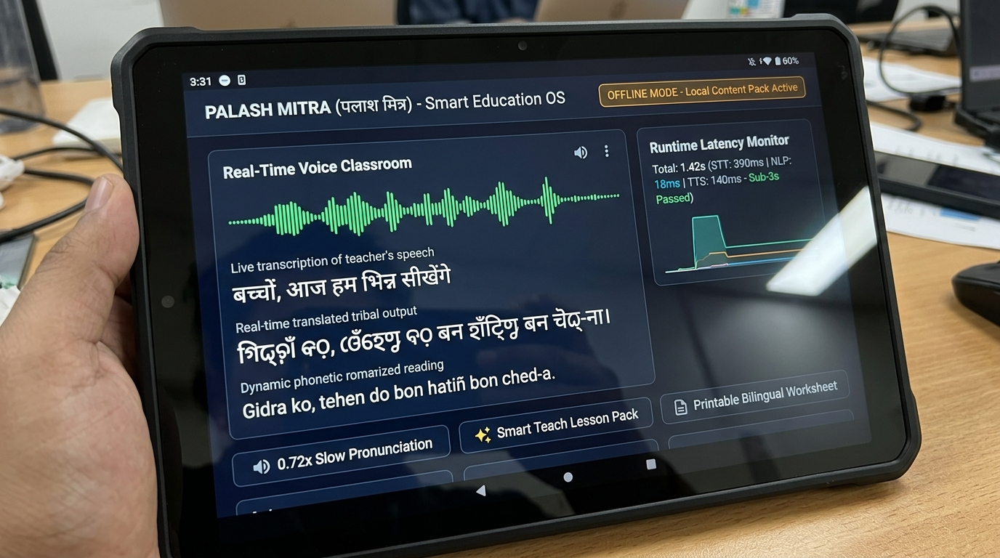 3:31
60%
PALASH MITRA (पलाश मित्र) - Smart Education OS
OFFLINE MODE - Local Content Pack Active
Real-Time Voice Classroom
Live transcription of teacher's speech
बच्चों, आज हम भिन्न सीखेंगे
Real-time translated tribal output
बन बन
Dynamic phonetic romarized reading
Gidra ko, tehen do bon hatiñ bon ched-a.
0.72x Slow Pronunciation
Smart Teach Lesson Pack
Printable Bilingual Worksheet
Runtime Latency Monitor
Total: 1.42s (STT: 390ms | NLP:
18ms | TTS: 140ms - Sub-3s
Passed)